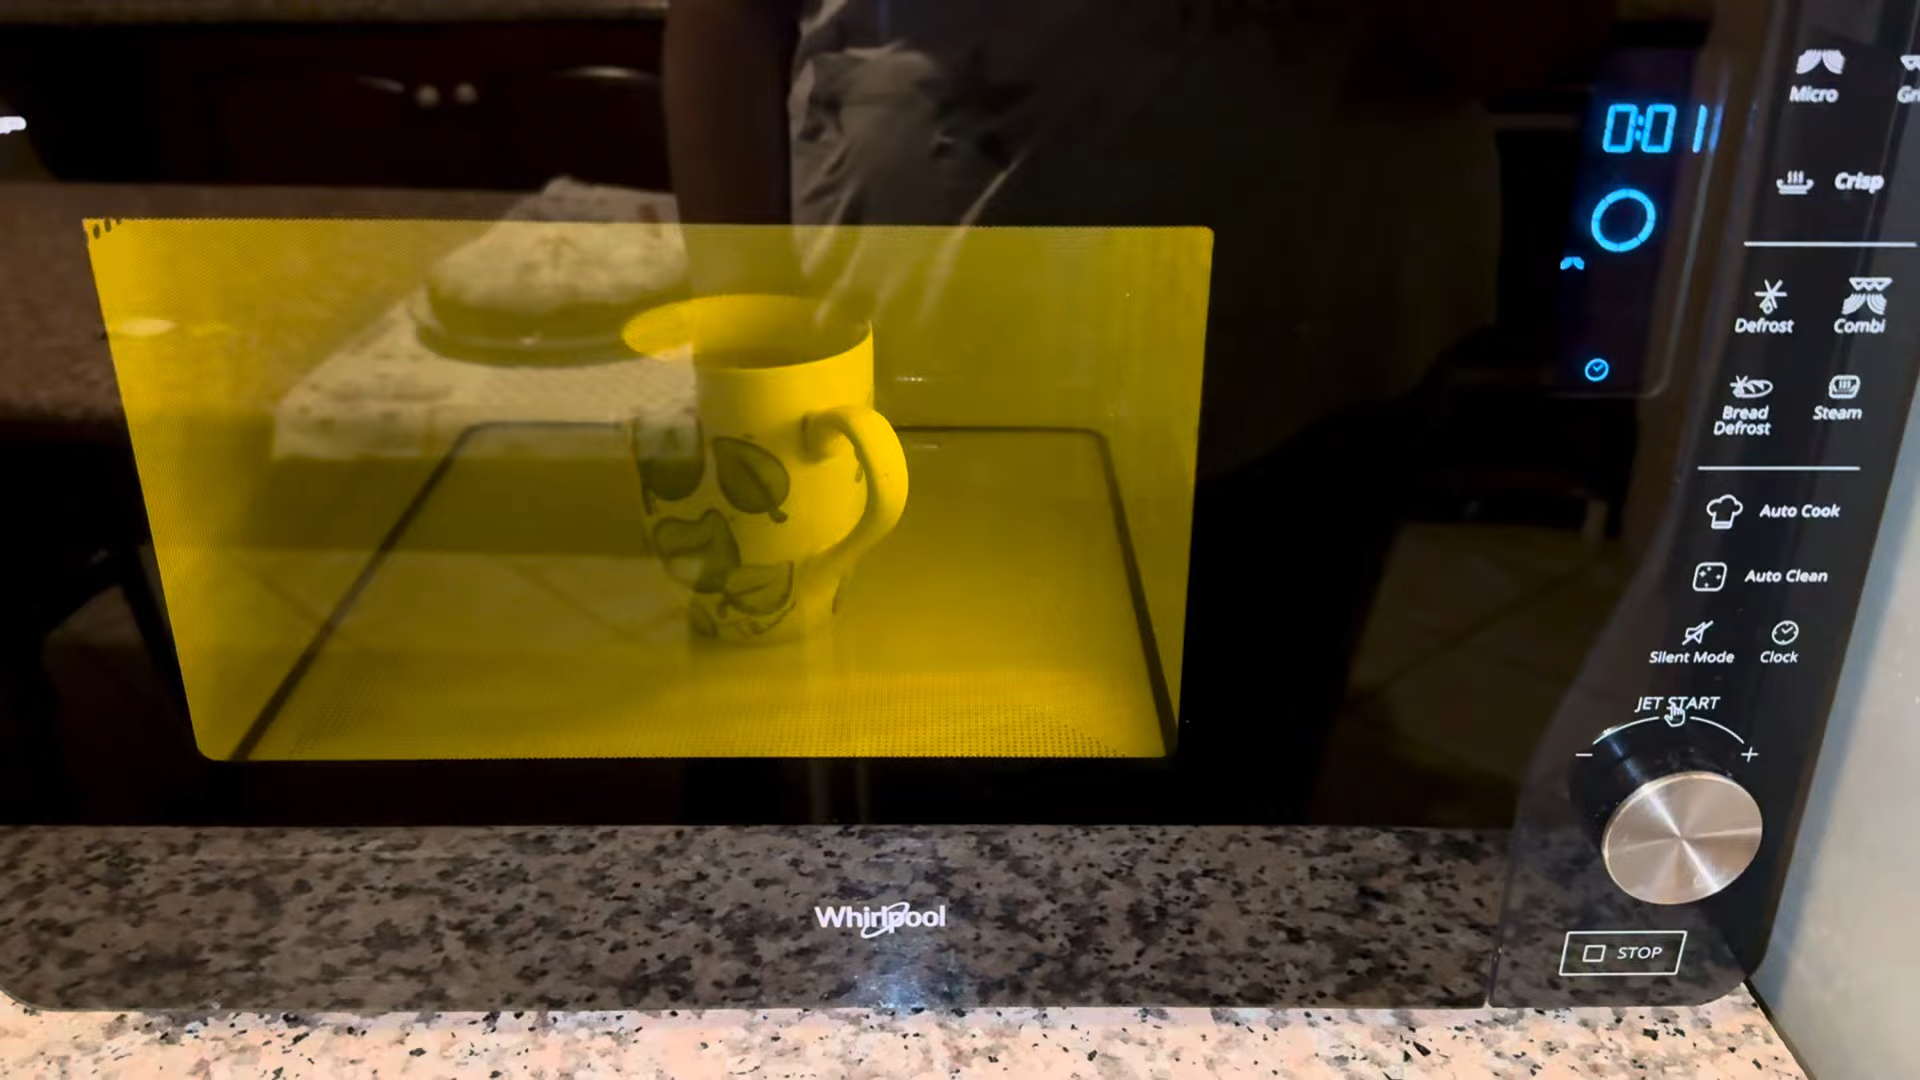 Micro
0:01
Crisp
Defrost
Combi
Bread
Defrost
Steam
Auto Cook
Auto Clean
Silent Mode
Clock
JET START
- +
Whirlpool
STOP